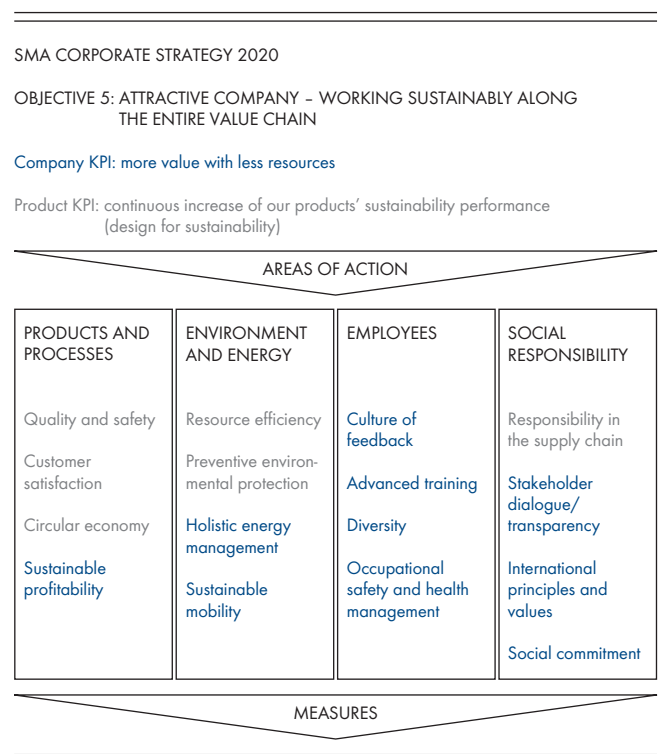 SMA CORPORATE STRATEGY 2020
OBJECTIVE 5: ATTRACTIVE COMPANY – WORKING SUSTAINABLY ALONG
THE ENTIRE VALUE CHAIN
Company KPI: more value with less resources
Product KPI: continuous increase of our products’ sustainability performance
(design for sustainability)
AREAS OF ACTION
PRODUCTS AND
PROCESSES
Quality and safety
Customer
satisfaction
Circular economy
Sustainable
profitability
ENVIRONMENT
AND ENERGY
Resource efficiency
Preventive environ-
mental protection
Holistic energy
management
Sustainable
mobility
EMPLOYEES
Culture of
feedback
Advanced training
Diversity
Occupational
safety and health
management
SOCIAL
RESPONSIBILITY
Responsibility in
the supply chain
Stakeholder
dialogue/
transparency
International
principles and
values
Social commitment
MEASURES